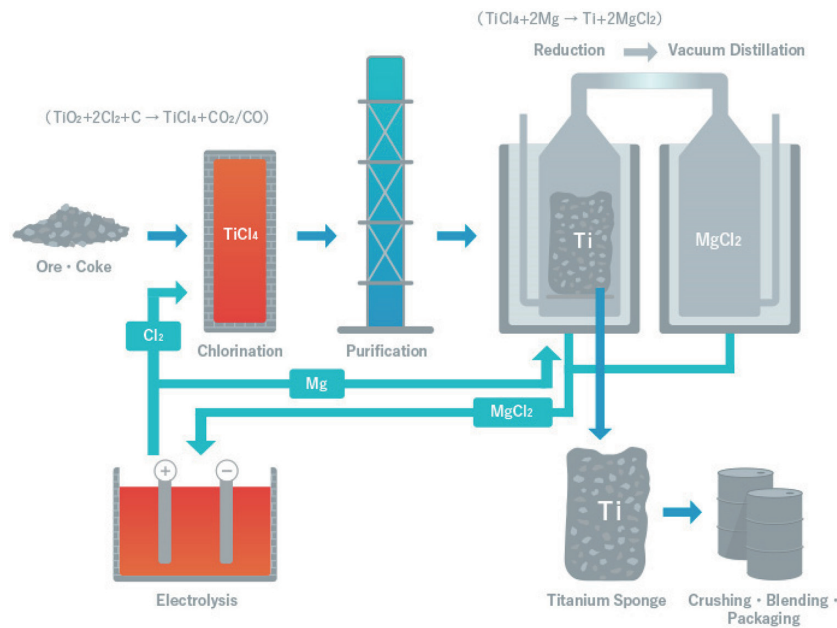 (TiCl₄+2Mg → Ti+2MgCl₂)
Reduction → Vacuum Distillation
(TiO₂+2Cl₂+C → TiCl₄+CO₂/CO)
TiCl₄
Ti
MgCl₂
Ore・Coke
Cl₂
Chlorination
Purification
Mg
MgCl₂
+
−
Ti
Electrolysis
Titanium Sponge
Crushing・Blending・
Packaging